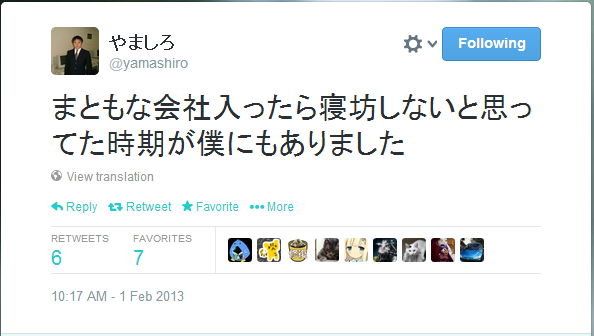 やましろ
@yamashiro
Following
まともな会社入ったら寝坊しないと思っ
てた時期が僕にもありました
View translation
Reply Retweet Favorite More
RETWEETS FAVORITES
6 7
10:17 AM - 1 Feb 2013